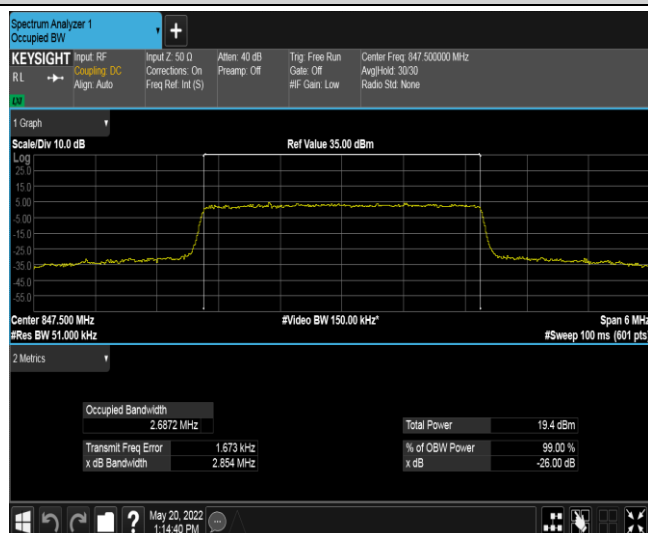 Spectrum Analyzer 1
Occupied BW
KEYSIGHT Input: RF Input Z: 50 Ω Atten: 40 dB Trig: Free Run Center Freq: 847.500000 MHz
RL Coupling: DC Corrections: On Preamp: Off Gate: Off Avg|Hold: 30/30
Align: Auto Freq Ref: Int (S) #IF Gain: Low Radio Std: None
1 Graph
Scale/Div 10.0 dB Ref Value 35.00 dBm
Log
25.0
15.0
5.00
-5.00
-15.0
-25.0
-35.0
-45.0
-55.0
Center 847.500 MHz #Video BW 150.00 kHz* Span 6 MHz
#Res BW 51.000 kHz #Sweep 100 ms (601 pts)
2 Metrics
Occupied Bandwidth
2.6872 MHz Total Power 19.4 dBm
Transmit Freq Error 1.673 kHz % of OBW Power 99.00 %
x dB Bandwidth 2.854 MHz x dB -26.00 dB
May 20, 2022
1:14:40 PM